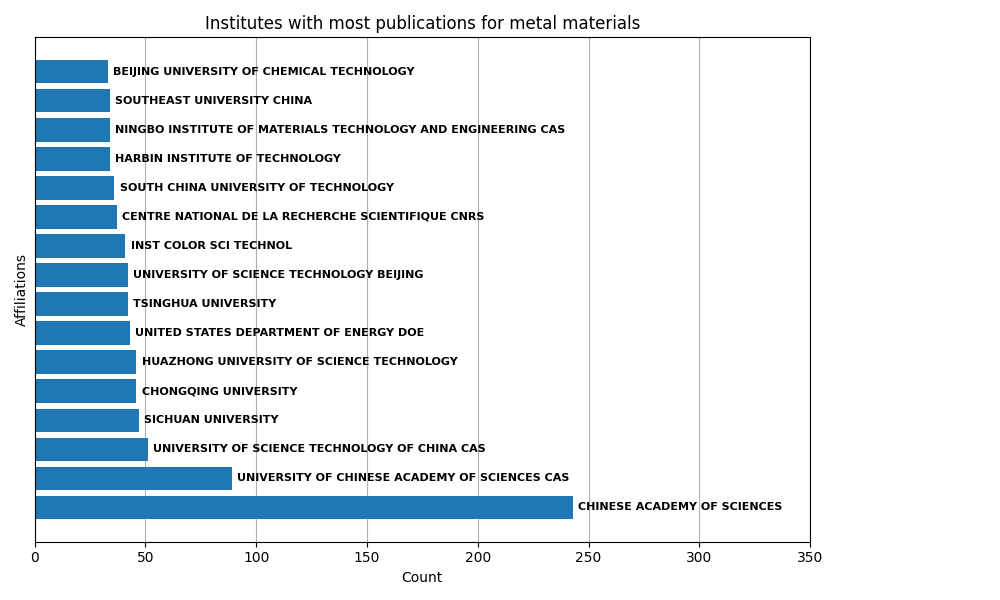 Institutes with most publications for metal materials
BEIJING UNIVERSITY OF CHEMICAL TECHNOLOGY
SOUTHEAST UNIVERSITY CHINA
NINGBO INSTITUTE OF MATERIALS TECHNOLOGY AND ENGINEERING CAS
HARBIN INSTITUTE OF TECHNOLOGY
SOUTH CHINA UNIVERSITY OF TECHNOLOGY
CENTRE NATIONAL DE LA RECHERCHE SCIENTIFIQUE CNRS
INST COLOR SCI TECHNOL
UNIVERSITY OF SCIENCE TECHNOLOGY BEIJING
TSINGHUA UNIVERSITY
UNITED STATES DEPARTMENT OF ENERGY DOE
HUAZHONG UNIVERSITY OF SCIENCE TECHNOLOGY
CHONGQING UNIVERSITY
SICHUAN UNIVERSITY
UNIVERSITY OF SCIENCE TECHNOLOGY OF CHINA CAS
UNIVERSITY OF CHINESE ACADEMY OF SCIENCES CAS
CHINESE ACADEMY OF SCIENCES
Affiliations
0 50 100 150 200 250 300 350
Count